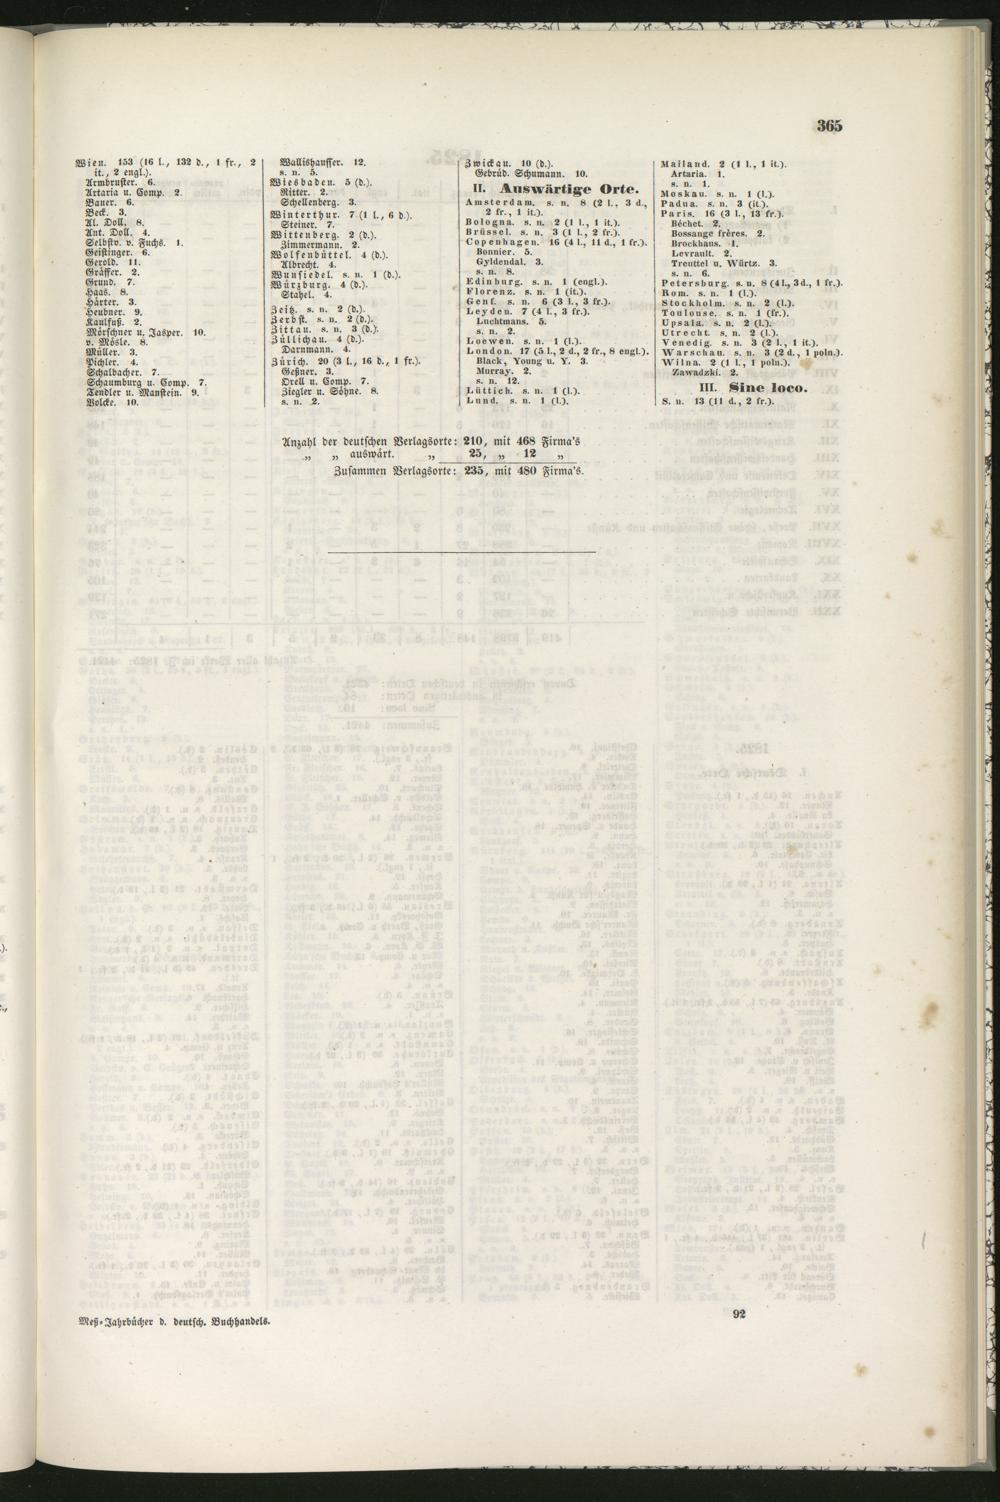 365
Wien. 153 (16 l., 132 d., 1 fr., 2
it., 2 engl.).
Armbruster. 6.
Artaria u. Comp. 2.
Bauer. 6.
Beck. 3.
Al. Doll. 8.
Ant. Doll. 4.
Selbstv. v. Fuchs. 1.
Geistinger. 6.
Gerold. 11.
Gräffer. 2.
Grund. 7.
Haas. 8.
Härter. 3.
Heubner. 9.
Kaulfuß. 2.
Mörschner u. Jasper. 10.
v. Mösle. 8.
Müller. 3.
Pichler. 4.
Schalbacher. 7.
Schaumburg u. Comp. 7.
Tendler u. Manstein. 9.
Volcke. 10.
Wallishausser. 12.
s. n. 5.
Wiesbaden. 5 (d.).
Ritter. 2.
Schellenberg. 3.
Winterthur. 7 (1 l., 6 d.).
Steiner. 7.
Wittenberg. 2 (d.).
Zimmermann. 2.
Wolfenbüttel. 4 (d.).
Albrecht. 4.
Wunsiedel. s. n. 1 (d.).
Würzburg. 4 (d.).
Stahel. 4.
Zeitz. s. n. 2 (d.).
Zerbst. s. n. 2 (d.).
Zittau. s. n. 3 (d.).
Züllichau. 4 (d.).
Darnmann. 4.
Zürich. 20 (3 l., 16 d., 1 fr.).
Geßner. 3.
Orell u. Comp. 7.
Ziegler u. Söhne. 8.
s. n. 2.
Zwickau. 10 (d.).
Gebrüd. Schumann. 10.
II. Auswärtige Orte.
Amsterdam. s. n. 8 (2 l., 3 d.,
2 fr., 1 it.).
Bologna. s. n. 2 (1 l., 1 it.).
Brüssel. s. n. 3 (1 l., 2 fr.).
Copenhagen. 16 (4 l., 11 d., 1 fr.).
Bonnier. 5.
Gyldendal. 3.
s. n. 8.
Edinburg. s. n. 1 (engl.).
Florenz. s. n. 1 (it.).
Genf. s. n. 6 (3 l., 3 fr.).
Leyden. 7 (4 l., 3 fr.).
Luchtmans. 5.
s. n. 2.
Loewen. s. n. 1 (l.).
London. 17 (5 l., 2 d., 2 fr., 8 engl.).
Black, Young u. Y. 3.
Murray. 2.
s. n. 12.
Lüttich. s. n. 1 (l.).
Lund. s. n. 1 (l.).
Mailand. 2 (1 l., 1 it.).
Artaria. 1.
s. n. 1.
Moskau. s. n. 1 (l.).
Padua. s. n. 3 (it.).
Paris. 16 (3 l., 13 fr.).
Béchet. 2.
Bossange frères. 2.
Brockhaus. 1.
Levrault. 2.
Treuttel u. Würtz. 3.
s. n. 6.
Petersburg. s. n. 8 (4 l., 3 d., 1 fr.).
Rom. s. n. 1 (l.).
Stockholm. s. n. 2 (l.).
Toulouse. s. n. 1 (fr.).
Upsala. s. n. 2 (l.).
Utrecht. s. n. 2 (l.).
Venedig. s. n. 3 (2 l., 1 it.).
Warschau. s. n. 3 (2 d., 1 poln.).
Wilna. 2 (1 l., 1 poln.).
Zawadzki. 2.
III. Sine loco.
S. n. 13 (11 d., 2 fr.).
Anzahl der deutschen Verlagsorte: 210, mit 468 Firma's
„ „ auswärt. „ 25, „ 12 „
Zusammen Verlagsorte: 235, mit 480 Firma's.
Meß-Jahrbücher d. deutsch. Buchhandels.
92